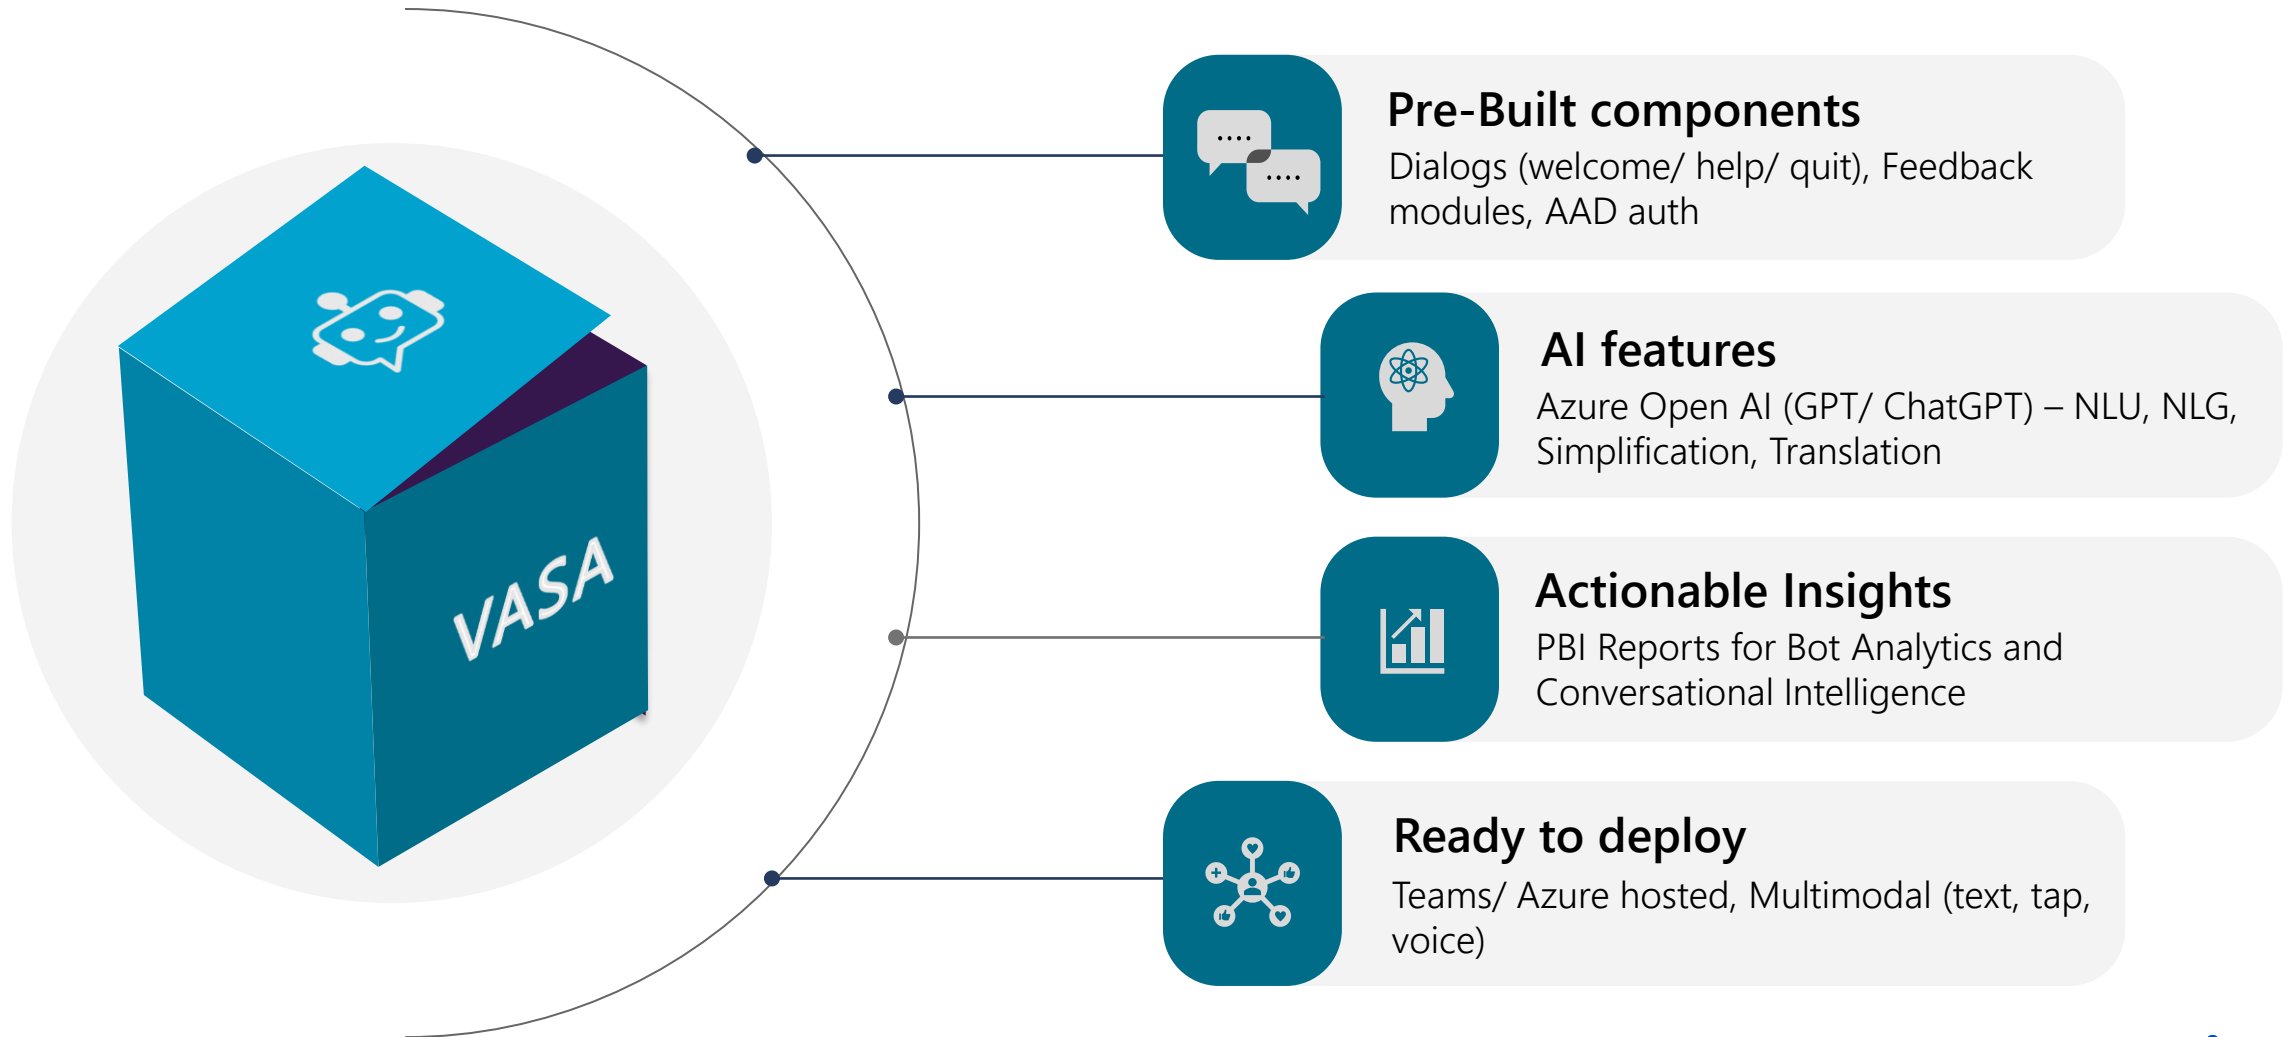 VASA
Pre-Built components
Dialogs (welcome/ help/ quit), Feedback
modules, AAD auth
AI features
Azure Open AI (GPT/ ChatGPT) – NLU, NLG,
Simplification, Translation
Actionable Insights
PBI Reports for Bot Analytics and
Conversational Intelligence
Ready to deploy
Teams/ Azure hosted, Multimodal (text, tap,
voice)